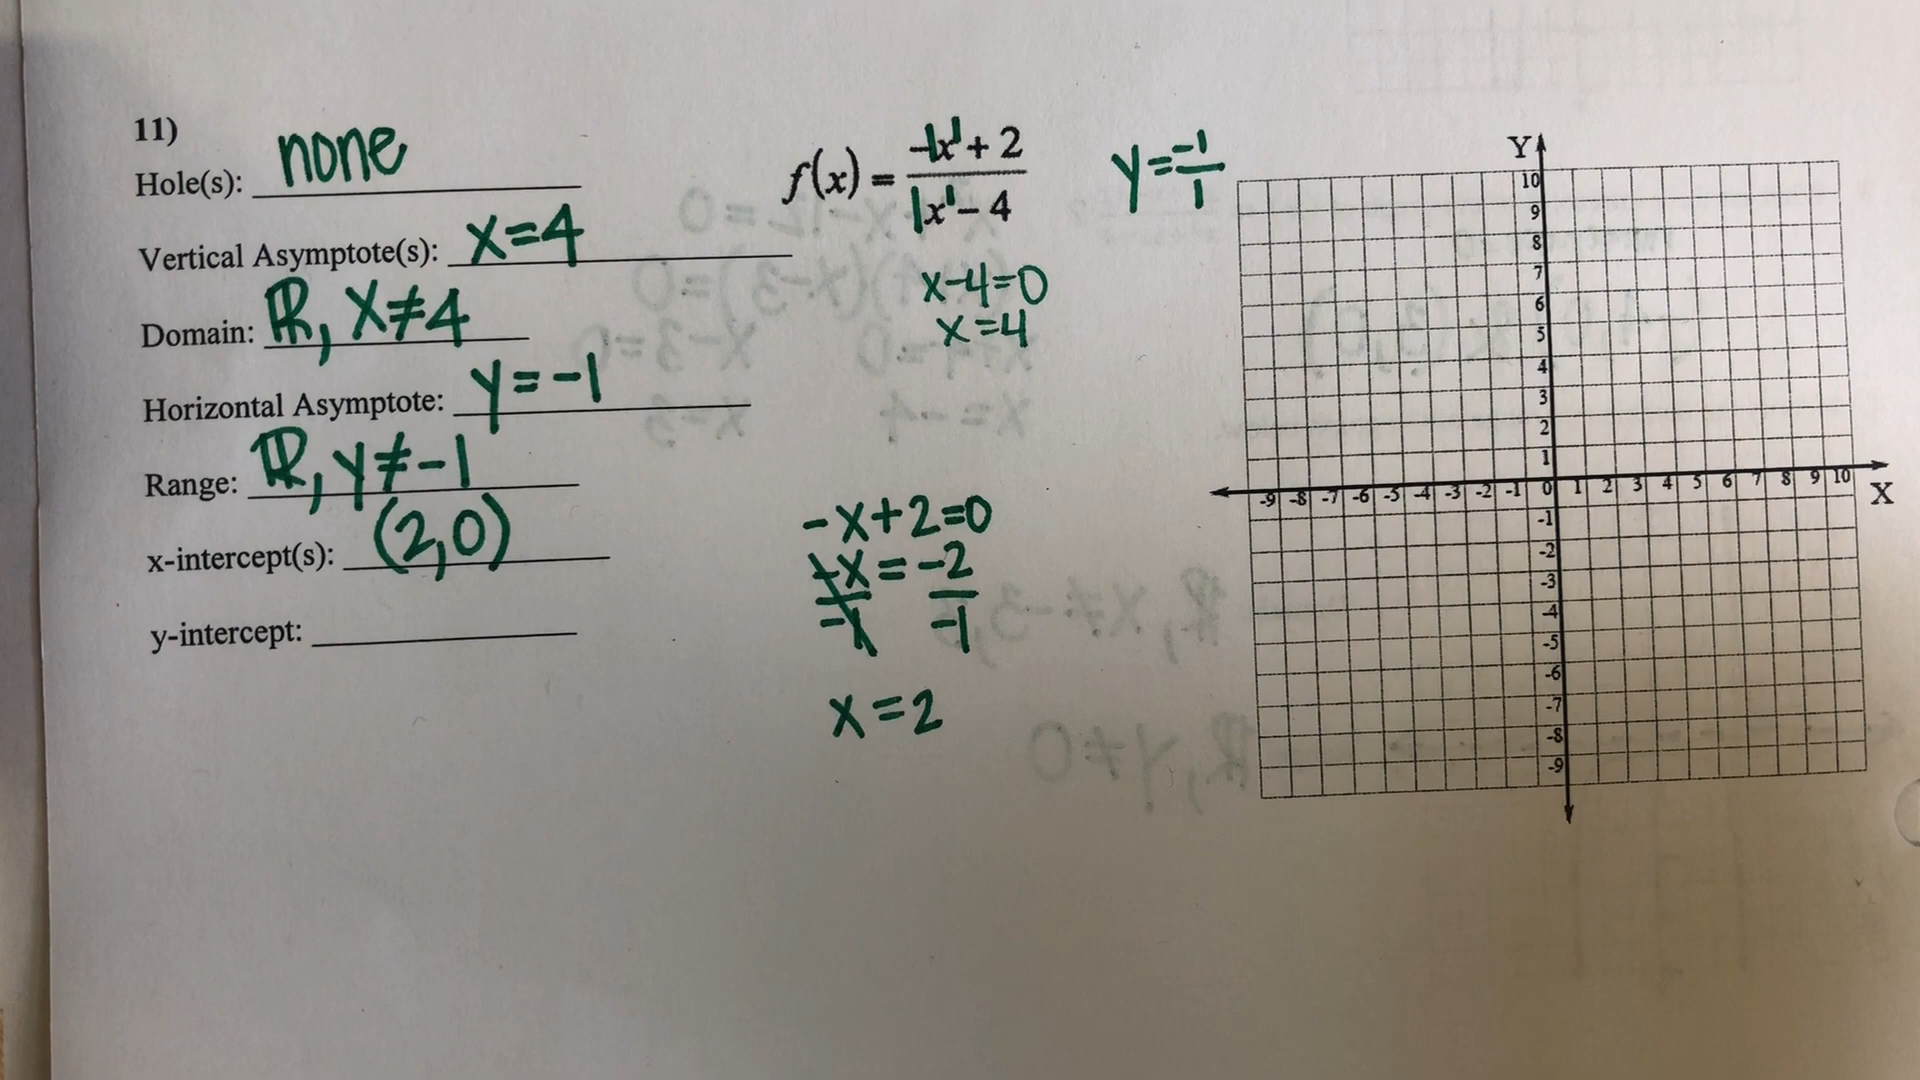 11)
Hole(s): none
Vertical Asymptote(s): x=4
Domain: ℝ, x≠4
Horizontal Asymptote: y=-1
Range: ℝ, y≠-1
x-intercept(s): (2,0)
y-intercept:
f(x) = -1x¹+2 / 1x¹-4
x-4=0
x=4
-x+2=0
-x = -2
-1 -1
x=2
y=-1/1
Y
10
9
8
7
6
5
4
3
2
1
-9 -8 -7 -6 -5 -4 -3 -2 -1 0 1 2 3 4 5 6 7 8 9 10 X
-1
-2
-3
-4
-5
-6
-7
-8
-9